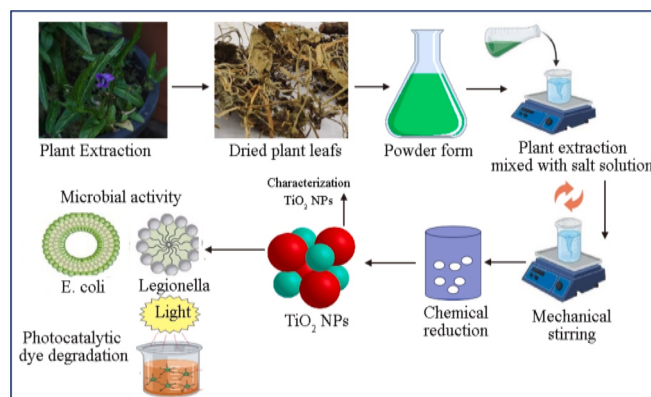 Plant Extraction
Dried plant leafs
Powder form
Plant extraction
mixed with salt solution
Characterization
TiO₂ NPs
Microbial activity
E. coli
Legionella
TiO₂ NPs
Chemical
reduction
Mechanical
stirring
Light
Photocatalytic
dye degradation